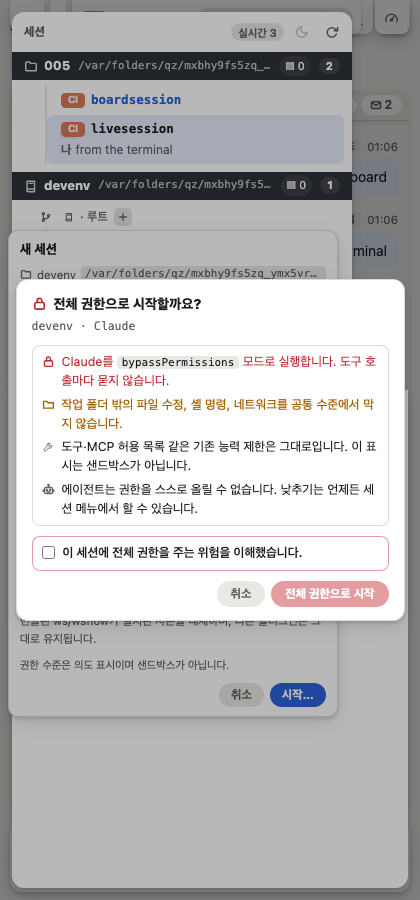 세션
실시간 3
005 /var/folders/qz/mxbhy9fs5zq_… 0 2
Cl boardsession
Cl livesession
나 from the terminal
devenv /var/folders/qz/mxbhy9fs5… 0 1
· 루트 +
2
01:06
board
01:06
minal
새 세션
devenv /var/folders/qz/mxbhy9fs5zq_ymx5vr…
전체 권한으로 시작할까요?
devenv · Claude
Claude를 bypassPermissions 모드로 실행합니다. 도구 호
출마다 묻지 않습니다.
작업 폴더 밖의 파일 수정, 셸 명령, 네트워크를 공통 수준에서 막
지 않습니다.
도구·MCP 허용 목록 같은 기존 능력 제한은 그대로입니다. 이 표
시는 샌드박스가 아닙니다.
에이전트는 권한을 스스로 올릴 수 없습니다. 낮추기는 언제든 세
션 메뉴에서 할 수 있습니다.
이 세션에 전체 권한을 주는 위험을 이해했습니다.
취소
전체 권한으로 시작
대로 유지됩니다.
권한 수준은 의도 표시이며 샌드박스가 아닙니다.
취소
시작…